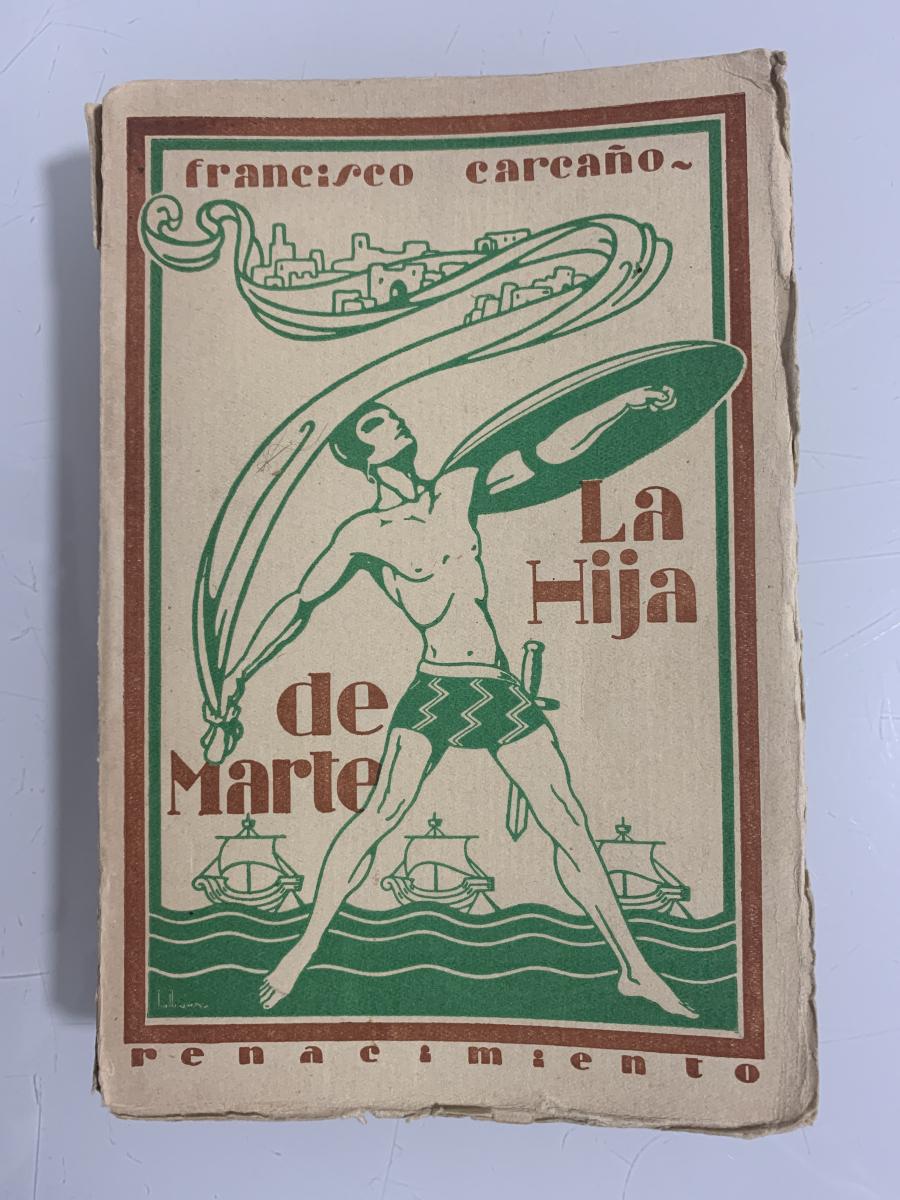 francisco carcaño~
La
Hija
de
Marte
renacimiento